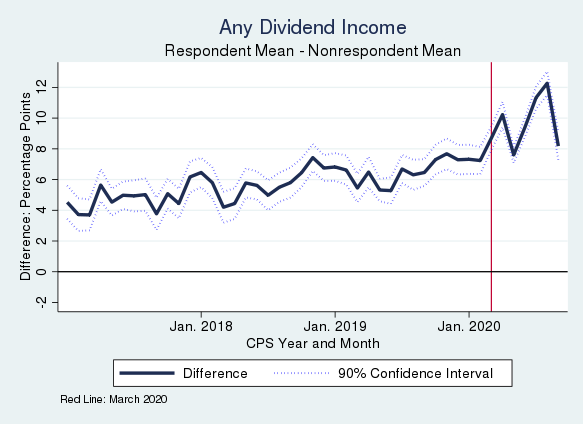 Any Dividend Income
Respondent Mean - Nonrespondent Mean
Difference: Percentage Points
12
10
8
6
4
2
0
-2
Jan. 2018
Jan. 2019
Jan. 2020
CPS Year and Month
Difference
90% Confidence Interval
Red Line: March 2020